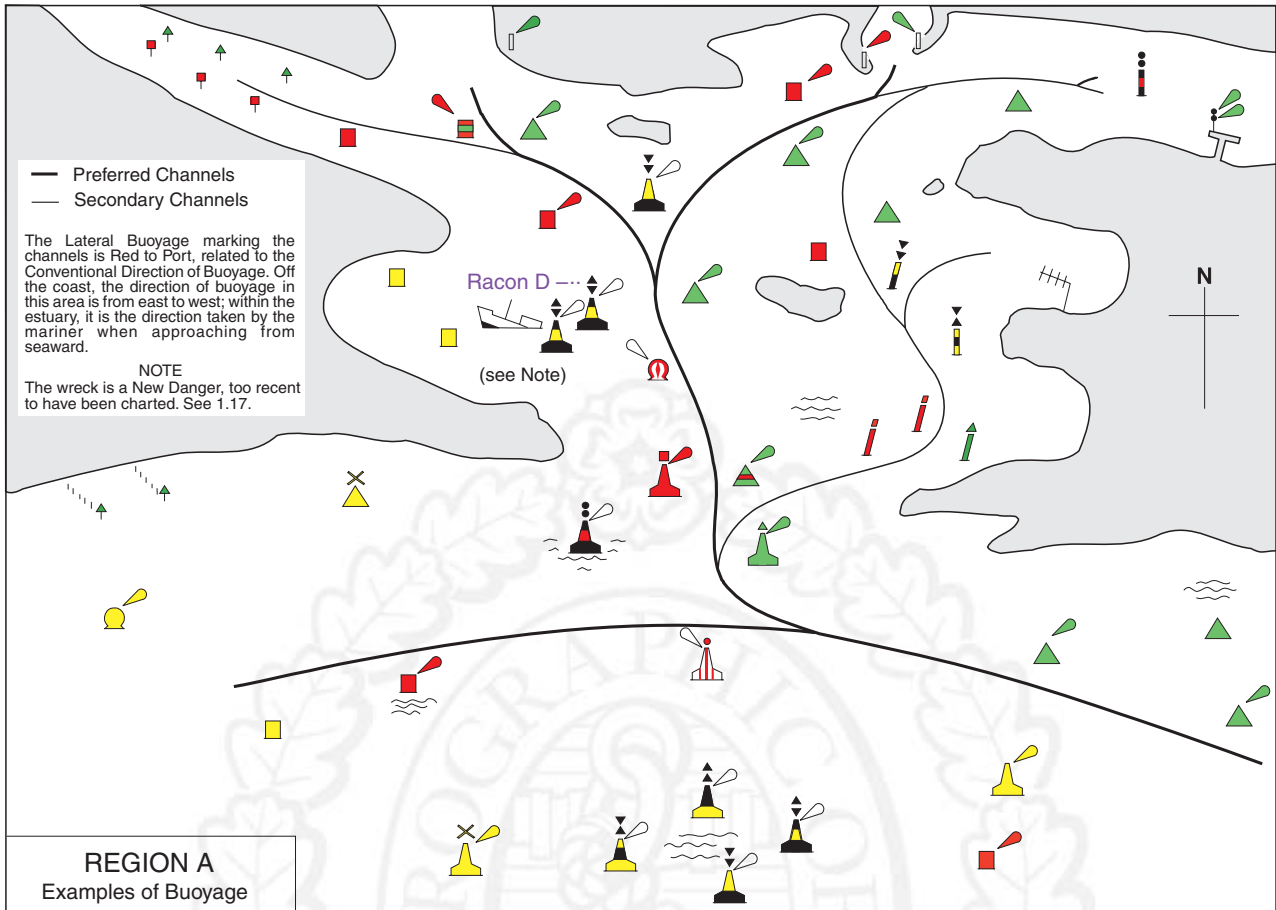 Preferred Channels
Secondary Channels
The Lateral Buoyage marking the
channels is Red to Port, related to the
Conventional Direction of Buoyage. Off
the coast, the direction of buoyage in
this area is from east to west; within the
estuary, it is the direction taken by the
mariner when approaching from
seaward.
NOTE
The wreck is a New Danger, too recent
to have been charted. See 1.17.
Racon D
(see Note)
N
REGION A
Examples of Buoyage